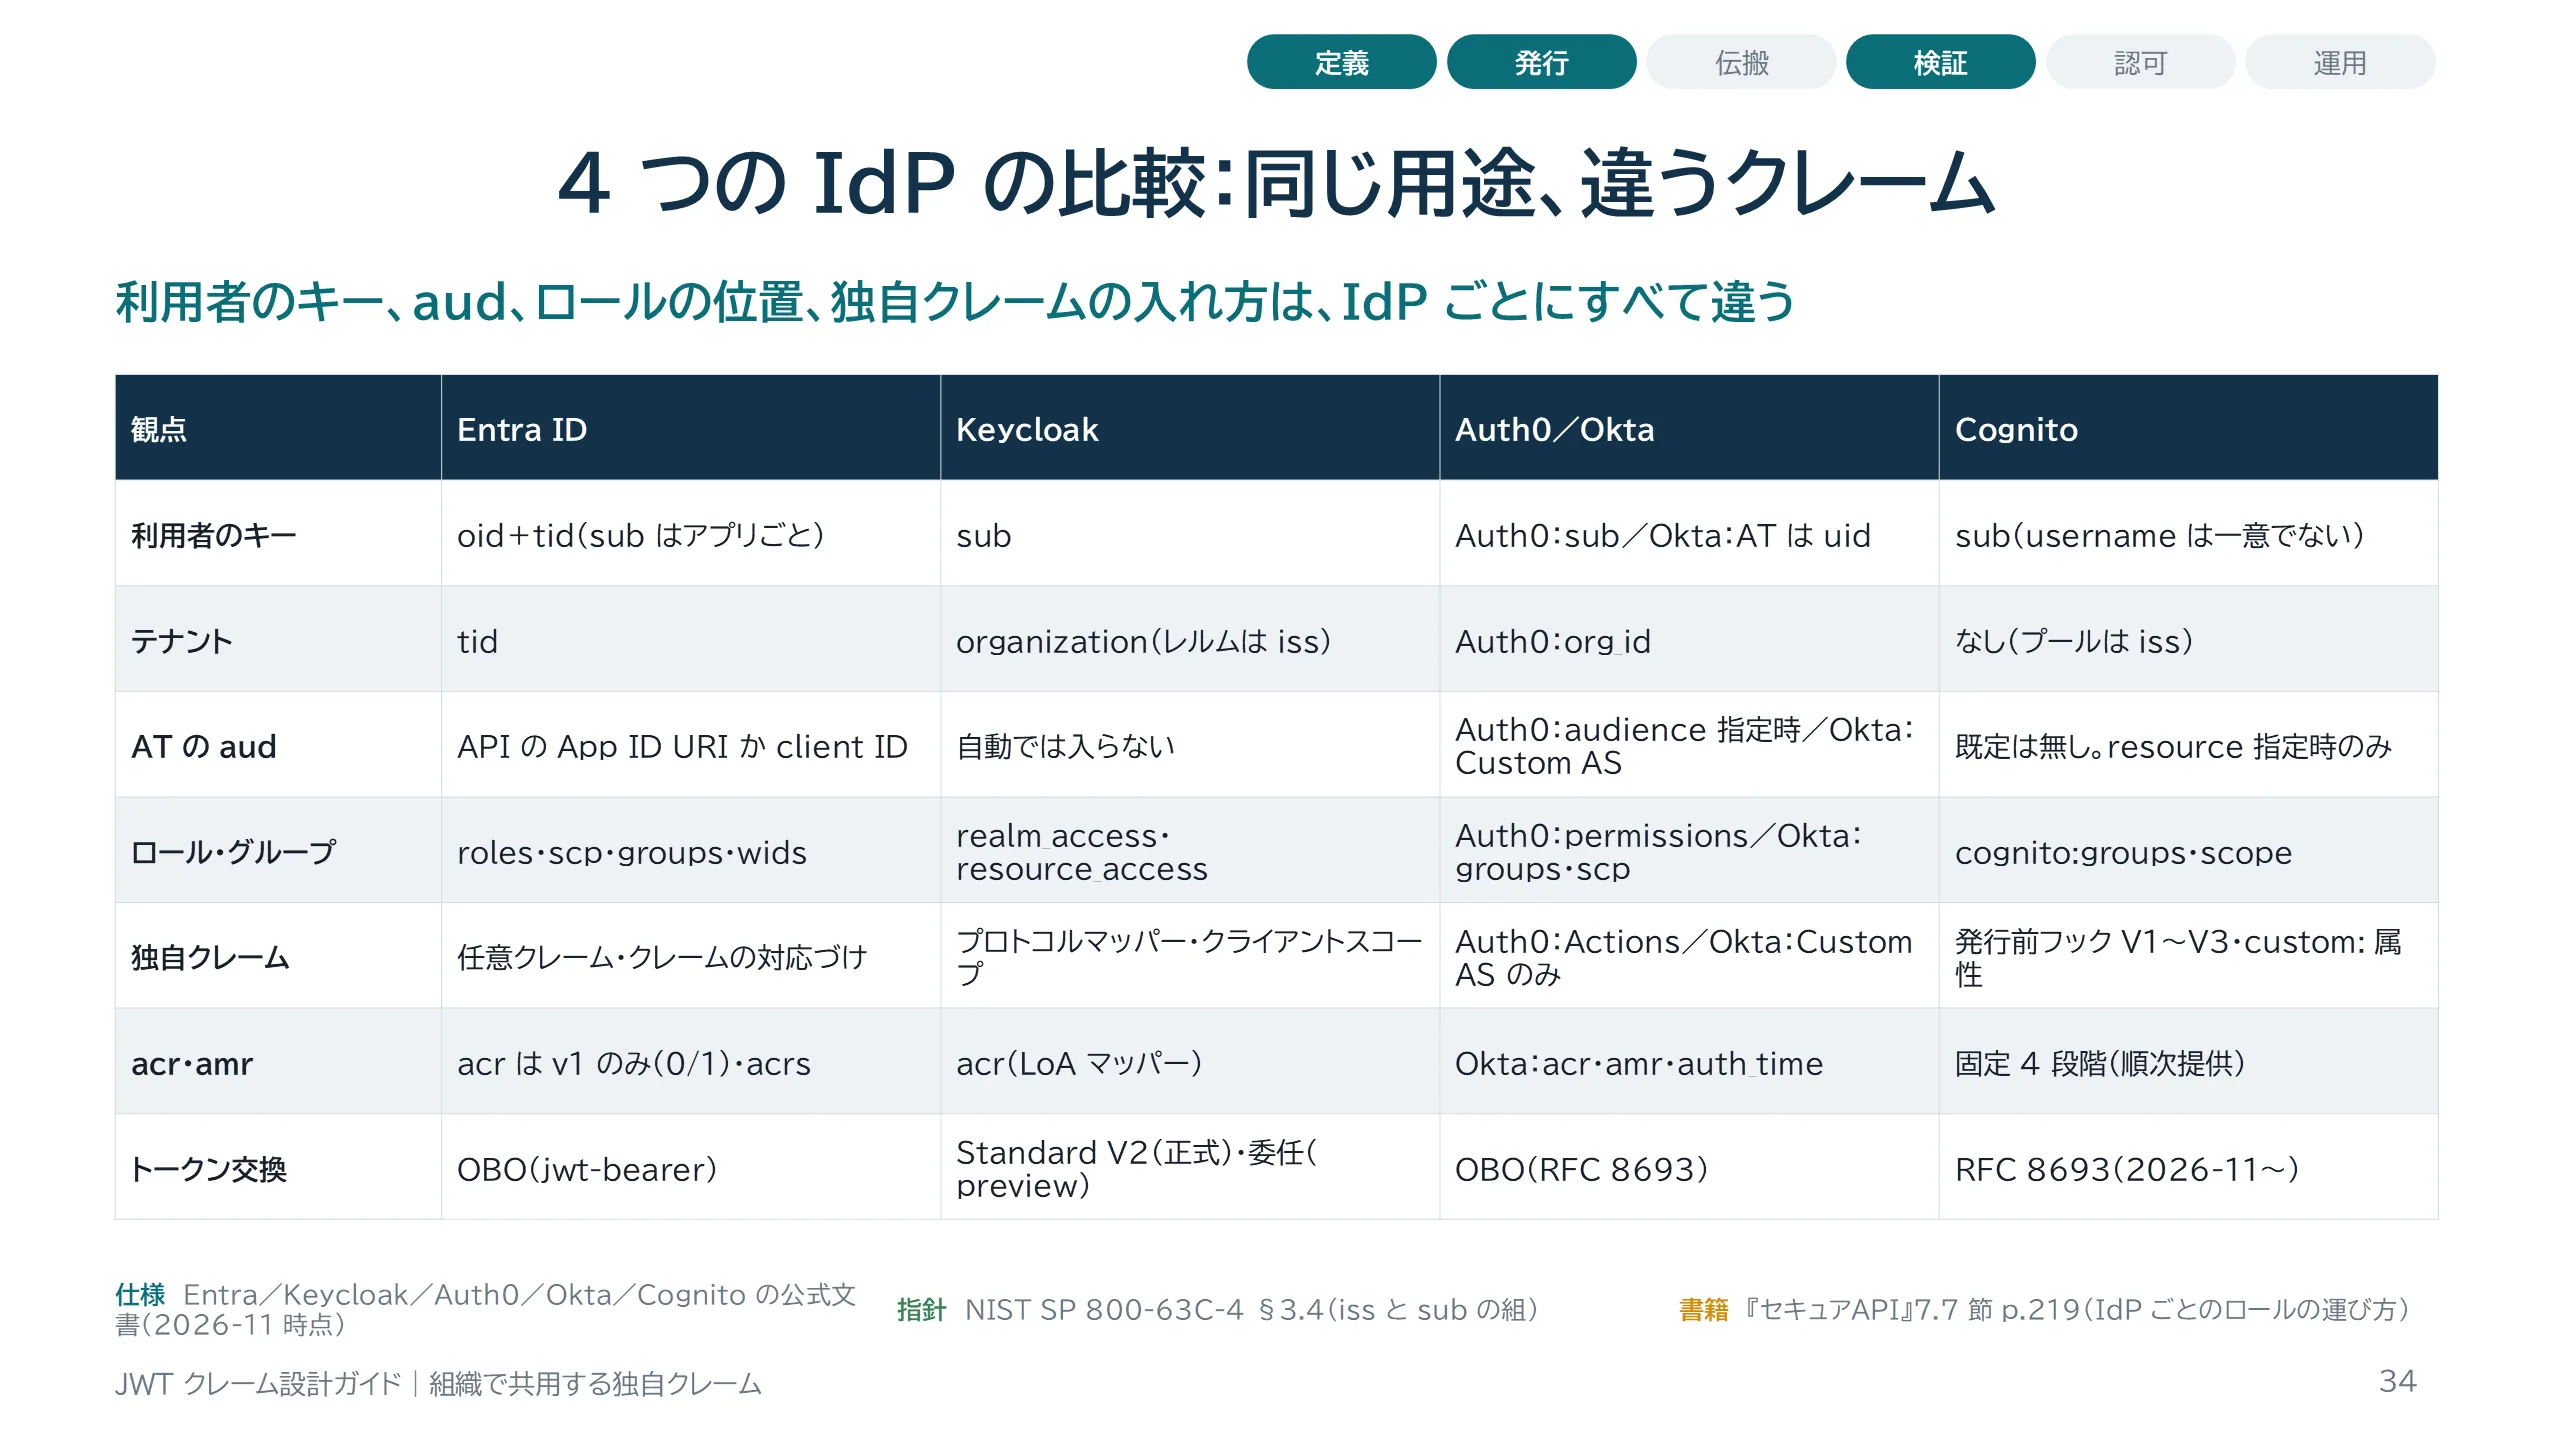 定義
発行
伝搬
検証
認可
運用
4 つの IdP の比較：同じ用途、違うクレーム
利用者のキー、aud、ロールの位置、独自クレームの入れ方は、IdP ごとにすべて違う
観点
Entra ID
Keycloak
Auth0／Okta
Cognito
利用者のキー
oid＋tid（sub はアプリごと）
sub
Auth0：sub／Okta：AT は uid
sub（username は一意でない）
テナント
tid
organization（レルムは iss）
Auth0：org_id
なし（プールは iss）
AT の aud
API の App ID URI か client ID
自動では入らない
Auth0：audience 指定時／Okta：
Custom AS
既定は無し。resource 指定時のみ
ロール・グループ
roles・scp・groups・wids
realm_access・
resource_access
Auth0：permissions／Okta：
groups・scp
cognito:groups・scope
独自クレーム
任意クレーム・クレームの対応づけ
プロトコルマッパー・クライアントスコー
プ
Auth0：Actions／Okta：Custom
AS のみ
発行前フック V1～V3・custom: 属
性
acr・amr
acr は v1 のみ（0/1）・acrs
acr（LoA マッパー）
Okta：acr・amr・auth_time
固定 4 段階（順次提供）
トークン交換
OBO（jwt-bearer）
Standard V2（正式）・委任（
preview）
OBO（RFC 8693）
RFC 8693（2026-11～）
仕様 Entra／Keycloak／Auth0／Okta／Cognito の公式文
書（2026-11 時点）
指針 NIST SP 800-63C-4 §3.4（iss と sub の組）
書籍 『セキュアAPI』7.7 節 p.219（IdP ごとのロールの運び方）
JWT クレーム設計ガイド｜組織で共用する独自クレーム
34